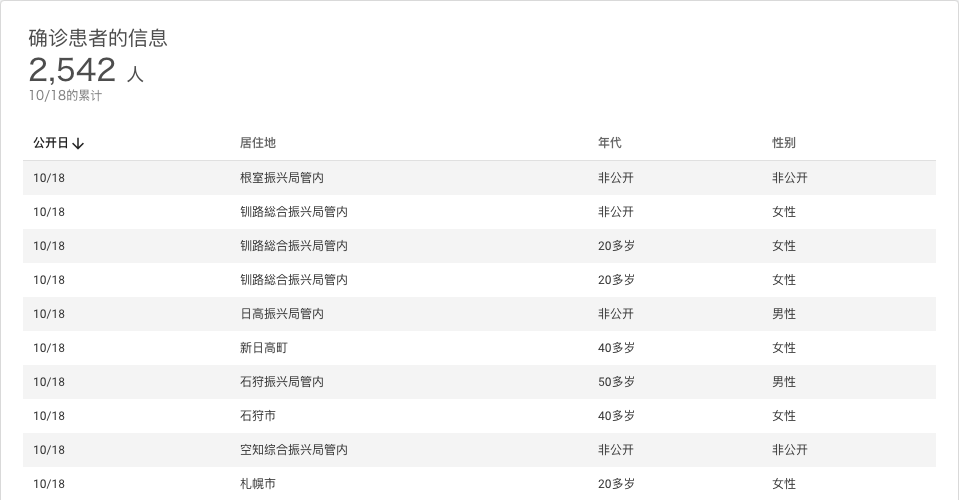 确诊患者的信息
2,542 人
10/18的累计
公开日↓ 居住地 年代 性别
10/18 根室振兴局管内 非公开 非公开
10/18 钏路総合振兴局管内 非公开 女性
10/18 钏路総合振兴局管内 20多岁 女性
10/18 钏路総合振兴局管内 20多岁 女性
10/18 日高振兴局管内 非公开 男性
10/18 新日高町 40多岁 女性
10/18 石狩振兴局管内 50多岁 男性
10/18 石狩市 40多岁 女性
10/18 空知综合振兴局管内 非公开 非公开
10/18 札幌市 20多岁 女性